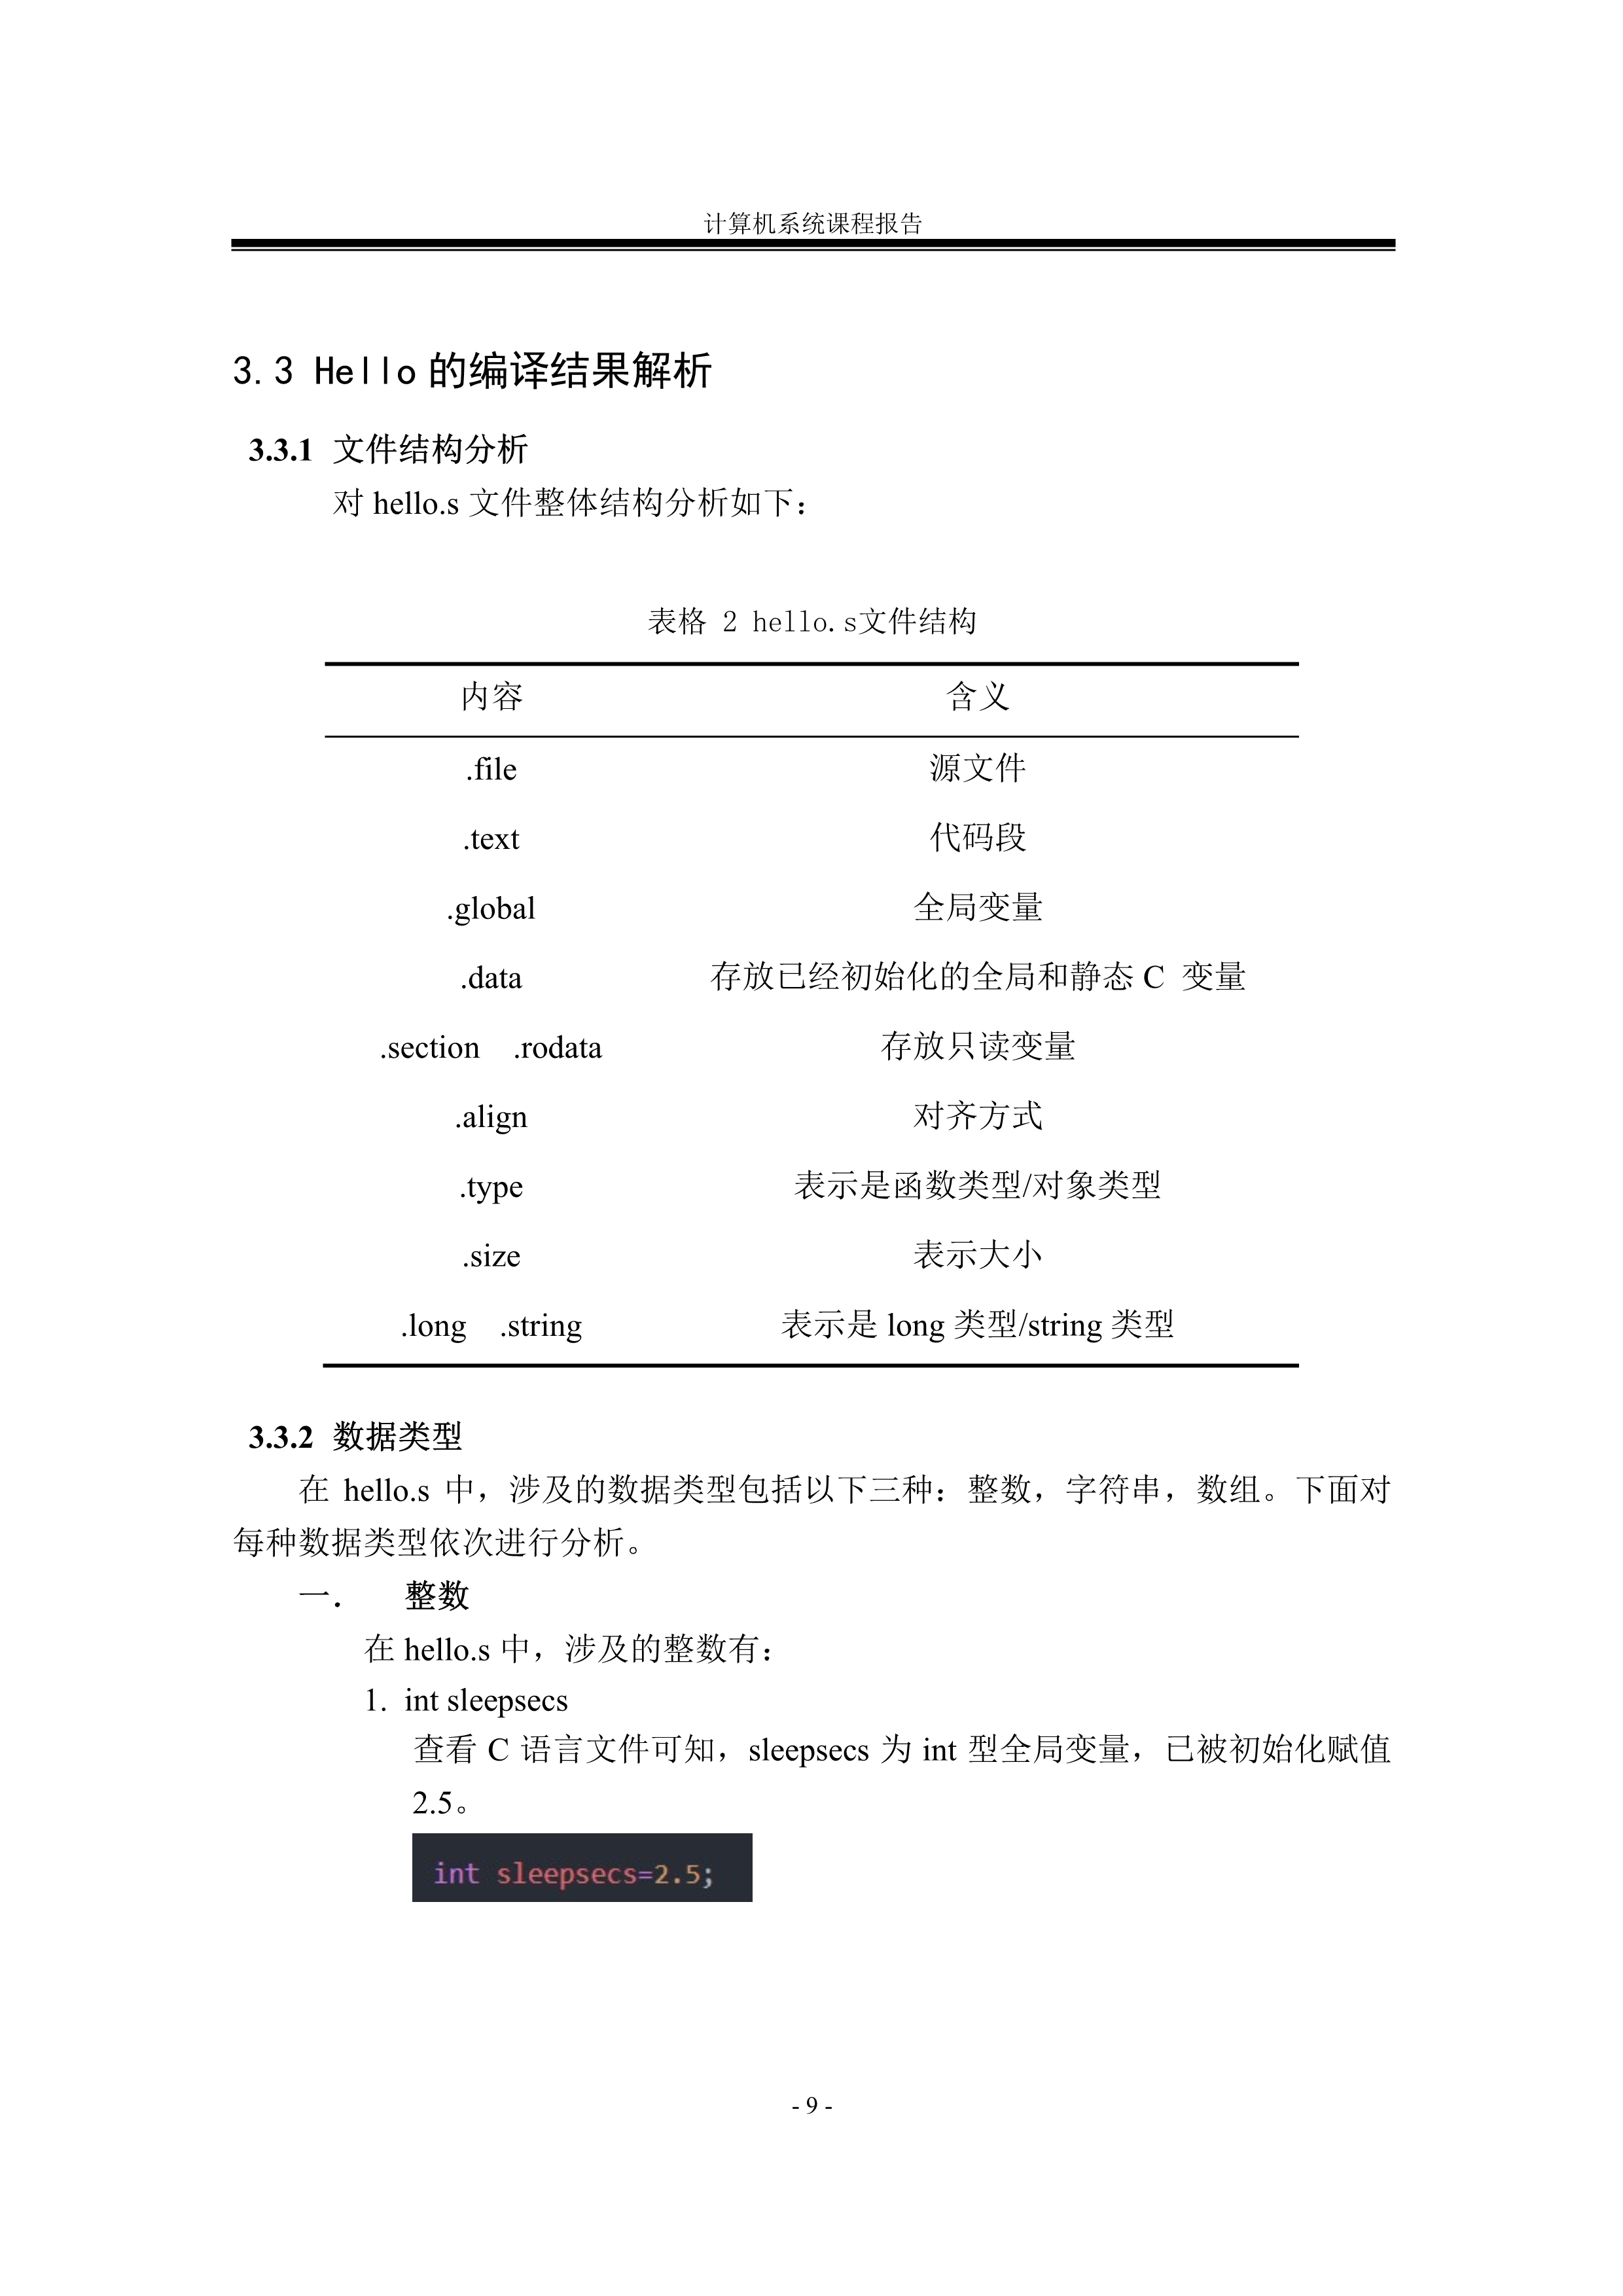 计算机系统课程报告
3.3 Hello 的编译结果解析
3.3.1 文件结构分析
对 hello.s 文件整体结构分析如下：
表格 2 hello.s文件结构
内容 含义
.file 源文件
.text 代码段
.global 全局变量
.data 存放已经初始化的全局和静态 C 变量
.section .rodata 存放只读变量
.align 对齐方式
.type 表示是函数类型/对象类型
.size 表示大小
.long .string 表示是 long 类型/string 类型
3.3.2 数据类型
在 hello.s 中，涉及的数据类型包括以下三种：整数，字符串，数组。下面对
每种数据类型依次进行分析。
一． 整数
在 hello.s 中，涉及的整数有：
1. int sleepsecs
查看 C 语言文件可知，sleepsecs 为 int 型全局变量，已被初始化赋值
2.5。
int sleepsecs=2.5;
- 9 -